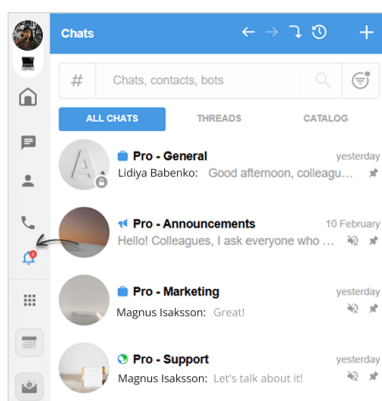 Chats
#
Chats, contacts, bots
ALL CHATS THREADS CATALOG
Pro - General yesterday
Lidiya Babenko: Good afternoon, colleagu...
Pro - Announcements 10 February
Hello! Colleagues, I ask everyone who ...
Pro - Marketing yesterday
Magnus Isaksson: Great!
Pro - Support yesterday
Magnus Isaksson: Let's talk about it!